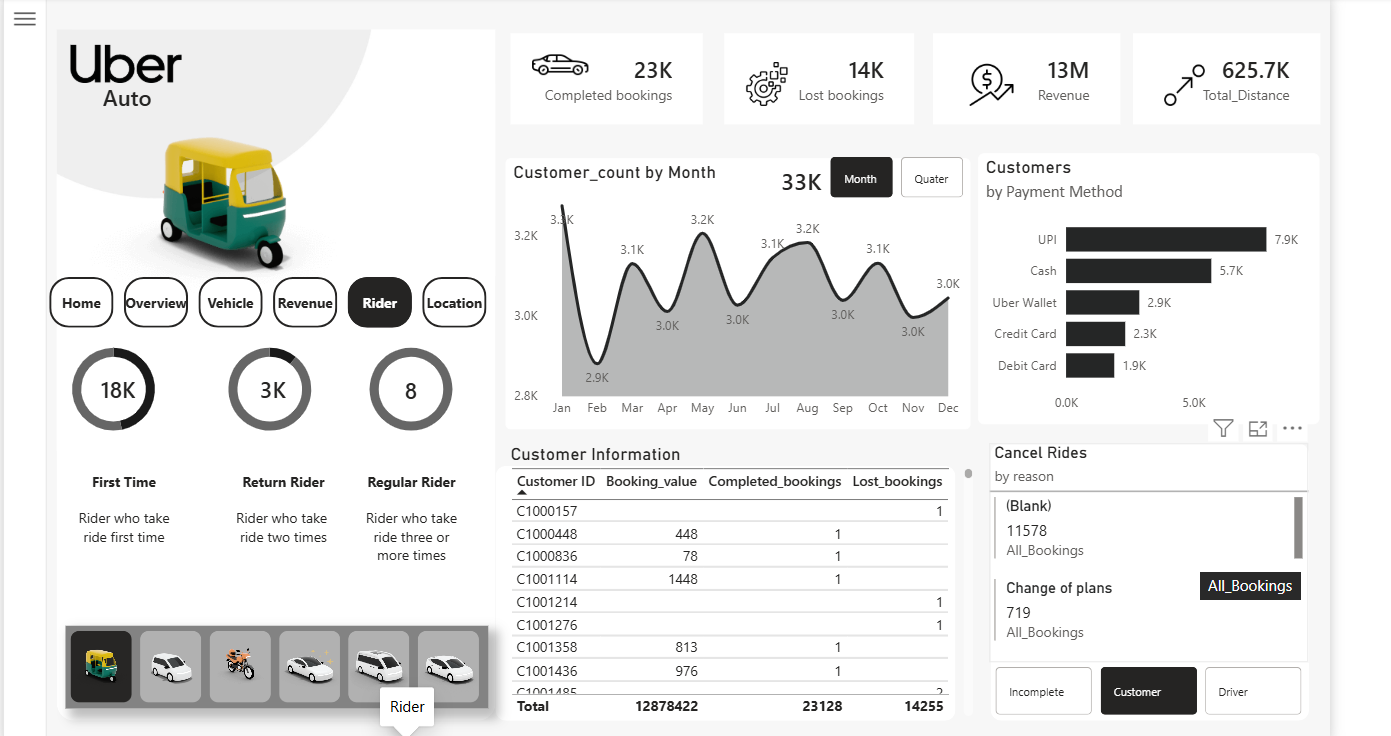 Uber
Auto
Home
Overview
Vehicle
Revenue
Rider
Location
18K
3K
8
First Time
Return Rider
Regular Rider
Rider who take
ride first time
Rider who take
ride two times
Rider who take
ride three or
more times
Rider
23K
Completed bookings
14K
Lost bookings
13M
Revenue
625.7K
Total_Distance
Customer_count by Month
33K
Month
Quater
3.2K
3.0K
2.8K
3.3K
2.9K
3.1K
3.0K
3.2K
3.0K
3.1K
3.2K
3.0K
3.1K
3.0K
3.0K
Jan Feb Mar Apr May Jun Jul Aug Sep Oct Nov Dec
Customers
by Payment Method
UPI 7.9K
Cash 5.7K
Uber Wallet 2.9K
Credit Card 2.3K
Debit Card 1.9K
0.0K 5.0K
Customer Information
Customer ID Booking_value Completed_bookings Lost_bookings
C1000157 1
C1000448 448 1
C1000836 78 1
C1001114 1448 1
C1001214 1
C1001276 1
C1001358 813 1
C1001436 976 1
C1001485 2
Total 12878422 23128 14255
Cancel Rides
by reason
(Blank)
11578
All_Bookings
Change of plans
719
All_Bookings
All_Bookings
Incomplete
Customer
Driver